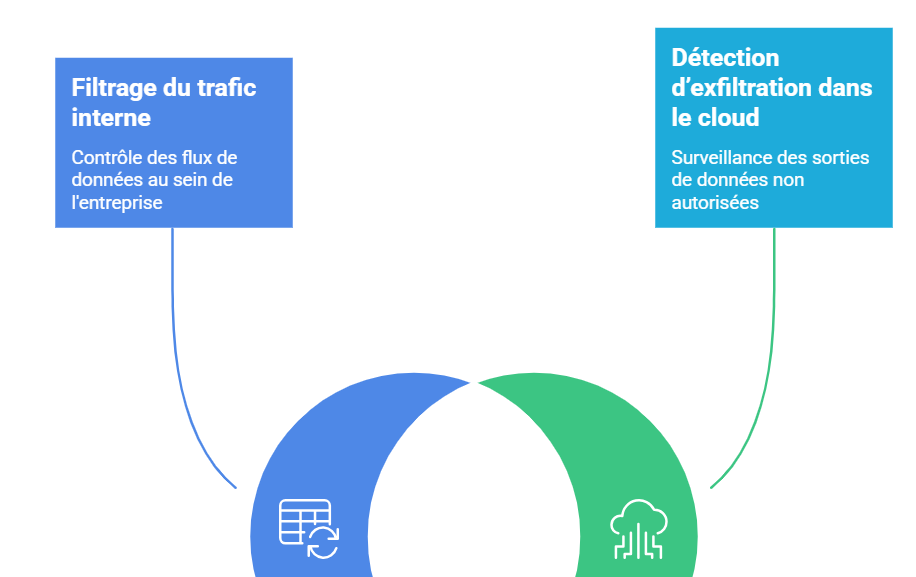 Filtrage du trafic
interne
Contrôle des flux de
données au sein de
l'entreprise
Détection
d’exfiltration dans
le cloud
Surveillance des sorties
de données non
autorisées